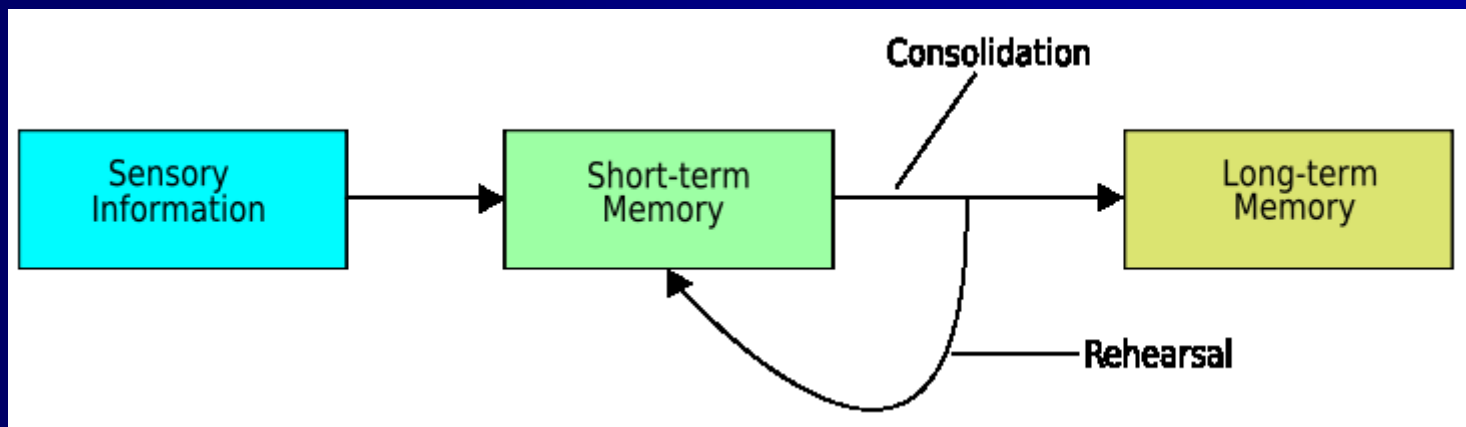 Consolidation
Sensory
Information
Short-term
Memory
Long-term
Memory
Rehearsal